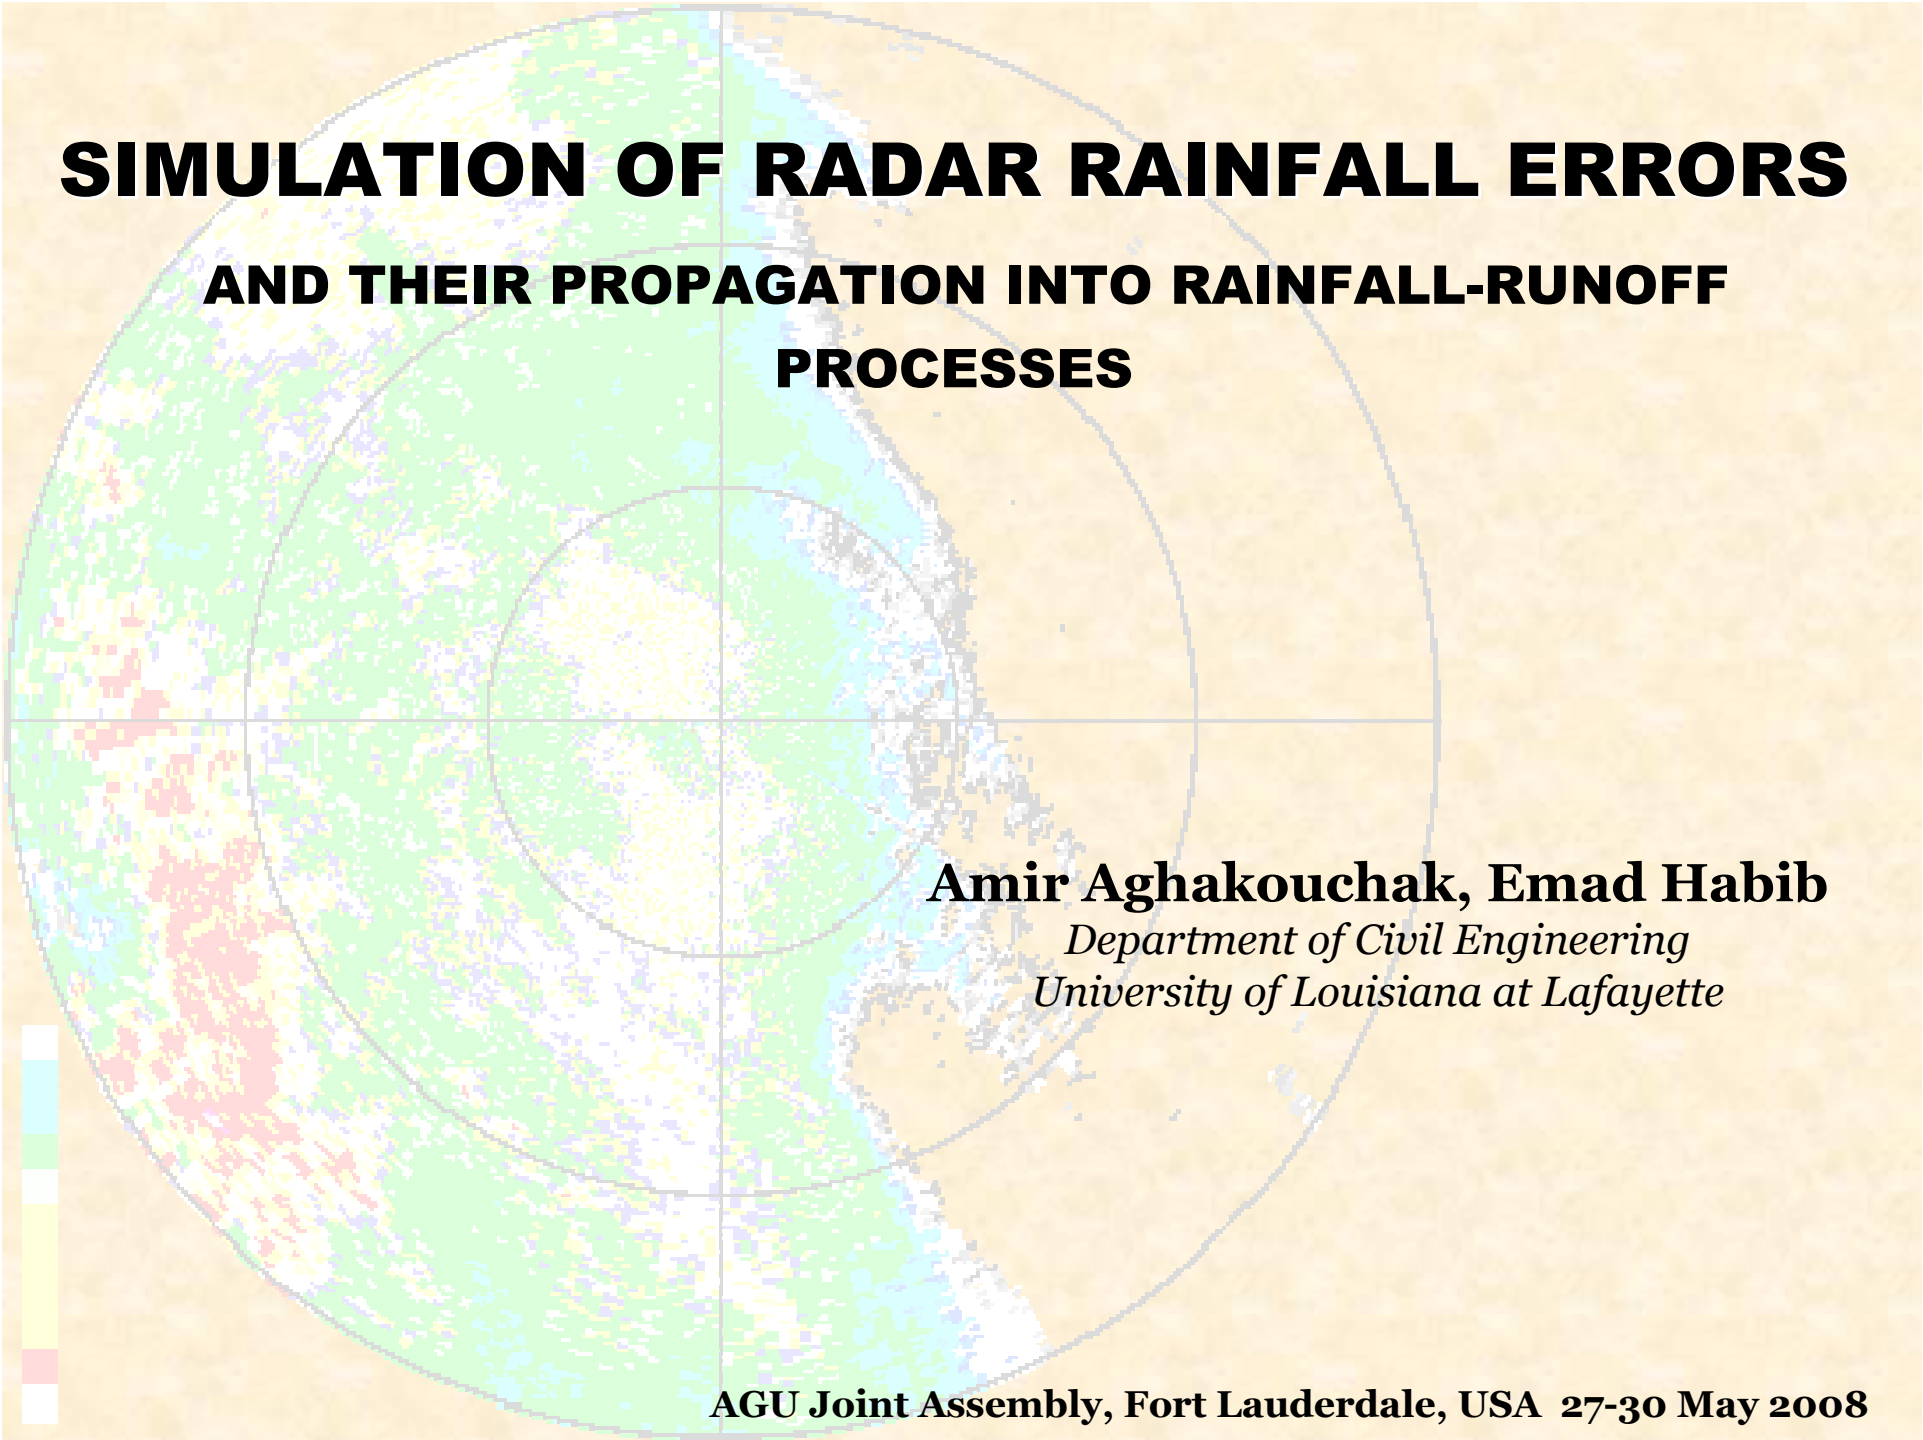 SIMULATION OF RADAR RAINFALL ERRORS
AND THEIR PROPAGATION INTO RAINFALL-RUNOFF
PROCESSES
Amir Aghakouchak, Emad Habib
Department of Civil Engineering
University of Louisiana at Lafayette
AGU Joint Assembly, Fort Lauderdale, USA 27-30 May 2008